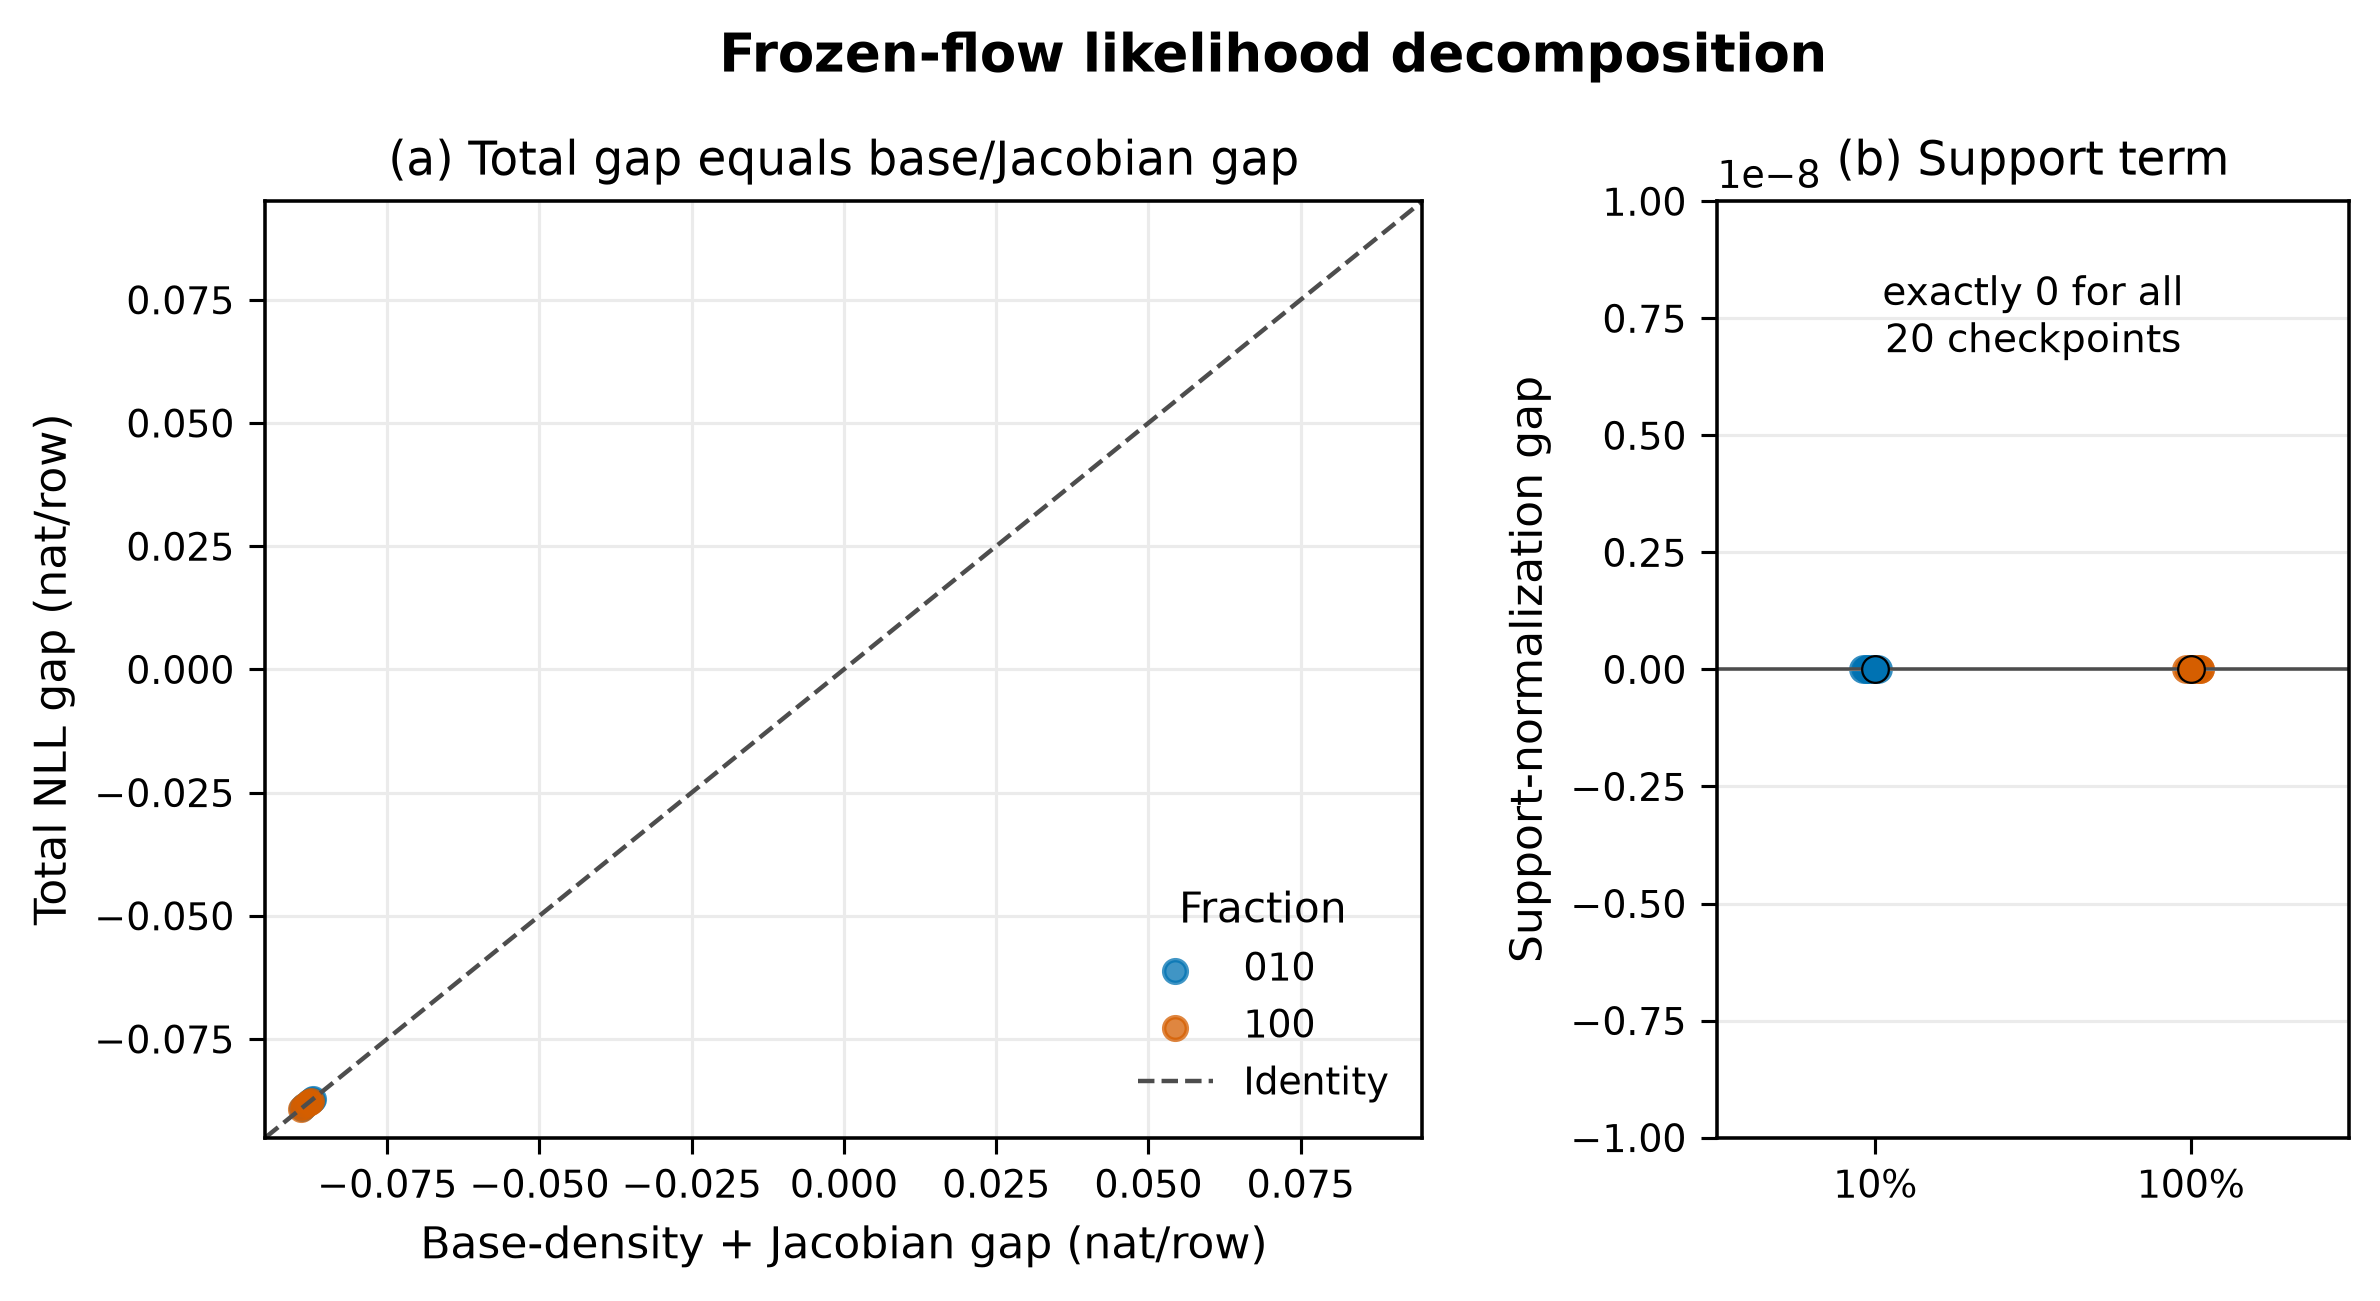 Frozen-flow likelihood decomposition
(a) Total gap equals base/Jacobian gap
Total NLL gap (nat/row)
0.075
0.050
0.025
0.000
−0.025
−0.050
−0.075
−0.075
−0.050
−0.025
0.000
0.025
0.050
0.075
Base-density + Jacobian gap (nat/row)
Fraction
010
100
Identity
1e−8
(b) Support term
Support-normalization gap
1.00
0.75
0.50
0.25
0.00
−0.25
−0.50
−0.75
−1.00
exactly 0 for all
20 checkpoints
10%
100%